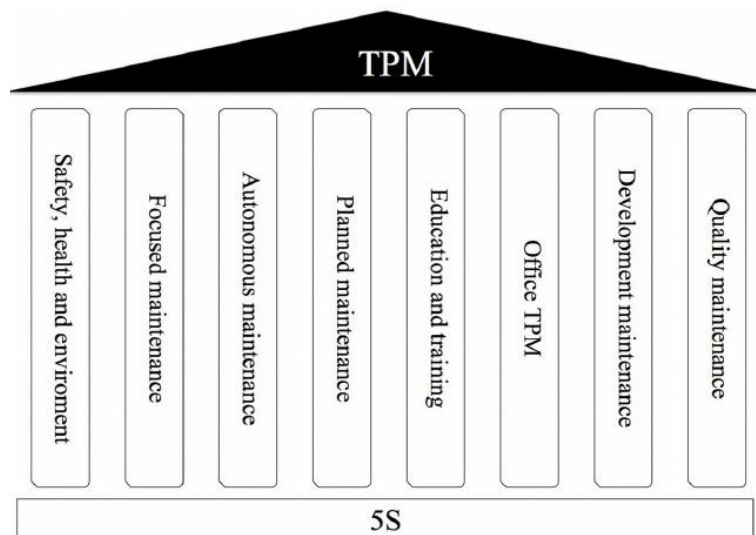 TPM
Safety, health and enviroment
Focused maintenance
Autonomous maintenance
Planned maintenance
Education and training
Office TPM
Development maintenance
Quality maintenance
5S